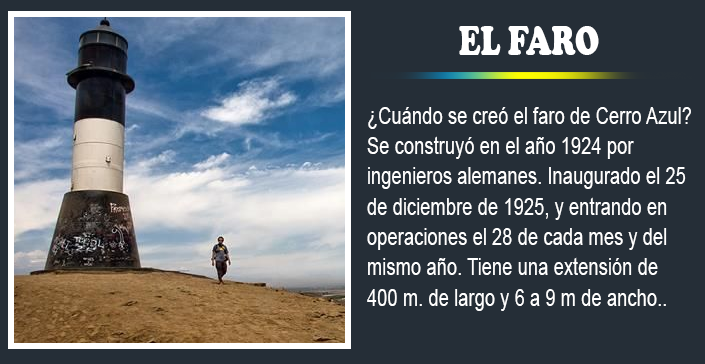 EL FARO
¿Cuándo se creó el faro de Cerro Azul?
Se construyó en el año 1924 por
ingenieros alemanes. Inaugurado el 25
de diciembre de 1925, y entrando en
operaciones el 28 de cada mes y del
mismo año. Tiene una extensión de
400 m. de largo y 6 a 9 m de ancho..